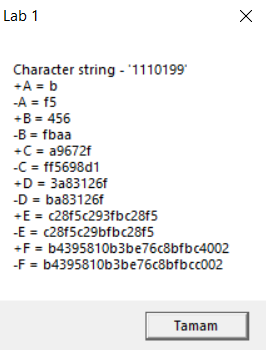 Lab 1
Character string - '1110199'
+A = b
-A = f5
+B = 456
-B = fbaa
+C = a9672f
-C = ff5698d1
+D = 3a83126f
-D = ba83126f
+E = c28f5c293fbc28f5
-E = c28f5c29bfbc28f5
+F = b4395810b3be76c8bfbc4002
-F = b4395810b3be76c8bfbcc002
Tamam